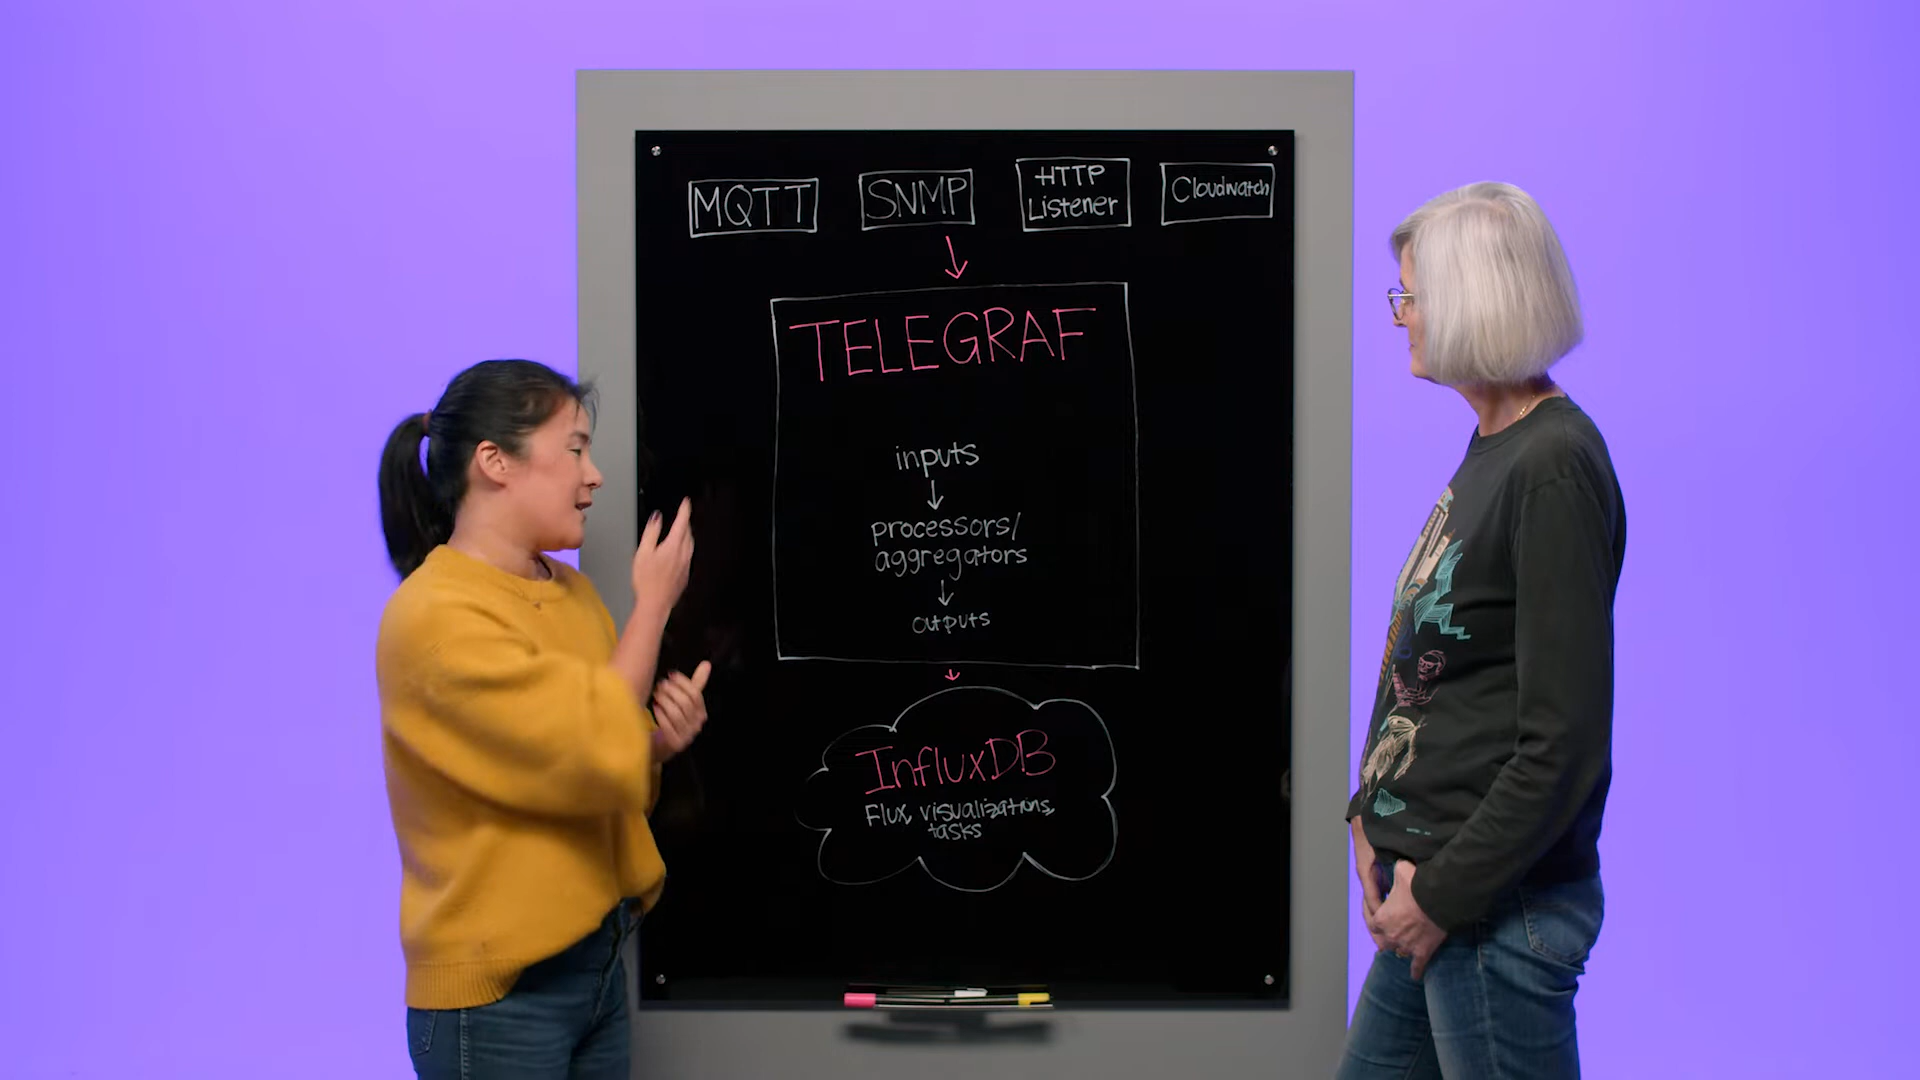 MQTT
SNMP
HTTP
Listener
Cloudwatch
TELEGRAF
inputs
processors/
aggregators
outputs
InfluxDB
Flux, visualizations,
tasks